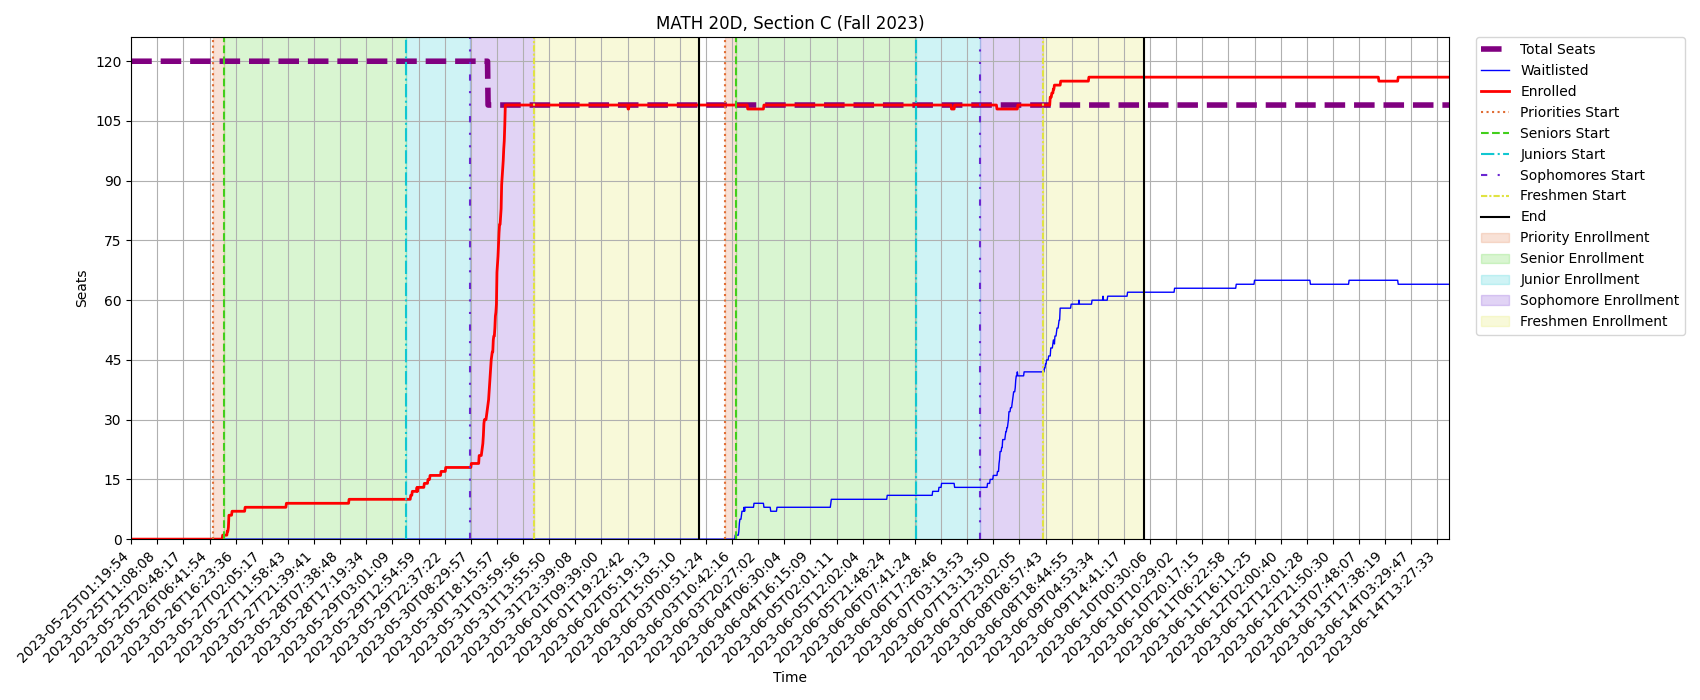 MATH 20D, Section C (Fall 2023)
Seats
120
105
90
75
60
45
30
15
0
2023-05-25T01:19:54
2023-05-25T11:08:08
2023-05-25T20:48:17
2023-05-26T06:41:54
2023-05-26T16:23:36
2023-05-27T02:05:17
2023-05-27T11:58:43
2023-05-27T21:39:41
2023-05-28T07:38:48
2023-05-28T17:19:34
2023-05-29T03:01:09
2023-05-29T12:54:59
2023-05-29T22:37:22
2023-05-30T08:29:57
2023-05-30T18:15:57
2023-05-31T03:59:56
2023-05-31T13:55:50
2023-05-31T23:39:08
2023-06-01T09:39:00
2023-06-01T19:22:42
2023-06-02T05:19:13
2023-06-02T15:05:10
2023-06-03T00:51:24
2023-06-03T10:42:16
2023-06-03T20:27:02
2023-06-04T06:30:04
2023-06-04T16:15:09
2023-06-05T02:01:11
2023-06-05T12:02:04
2023-06-05T21:48:24
2023-06-06T07:41:24
2023-06-06T17:28:46
2023-06-07T03:13:53
2023-06-07T13:13:50
2023-06-07T23:02:05
2023-06-08T08:57:43
2023-06-08T18:44:55
2023-06-09T04:53:34
2023-06-09T14:41:17
2023-06-10T00:30:06
2023-06-10T10:29:02
2023-06-10T20:17:15
2023-06-11T06:22:58
2023-06-11T16:11:25
2023-06-12T02:00:40
2023-06-12T12:01:28
2023-06-12T21:50:30
2023-06-13T07:48:07
2023-06-13T17:38:19
2023-06-14T03:29:47
2023-06-14T13:27:33
Time
Total Seats
Waitlisted
Enrolled
Priorities Start
Seniors Start
Juniors Start
Sophomores Start
Freshmen Start
End
Priority Enrollment
Senior Enrollment
Junior Enrollment
Sophomore Enrollment
Freshmen Enrollment